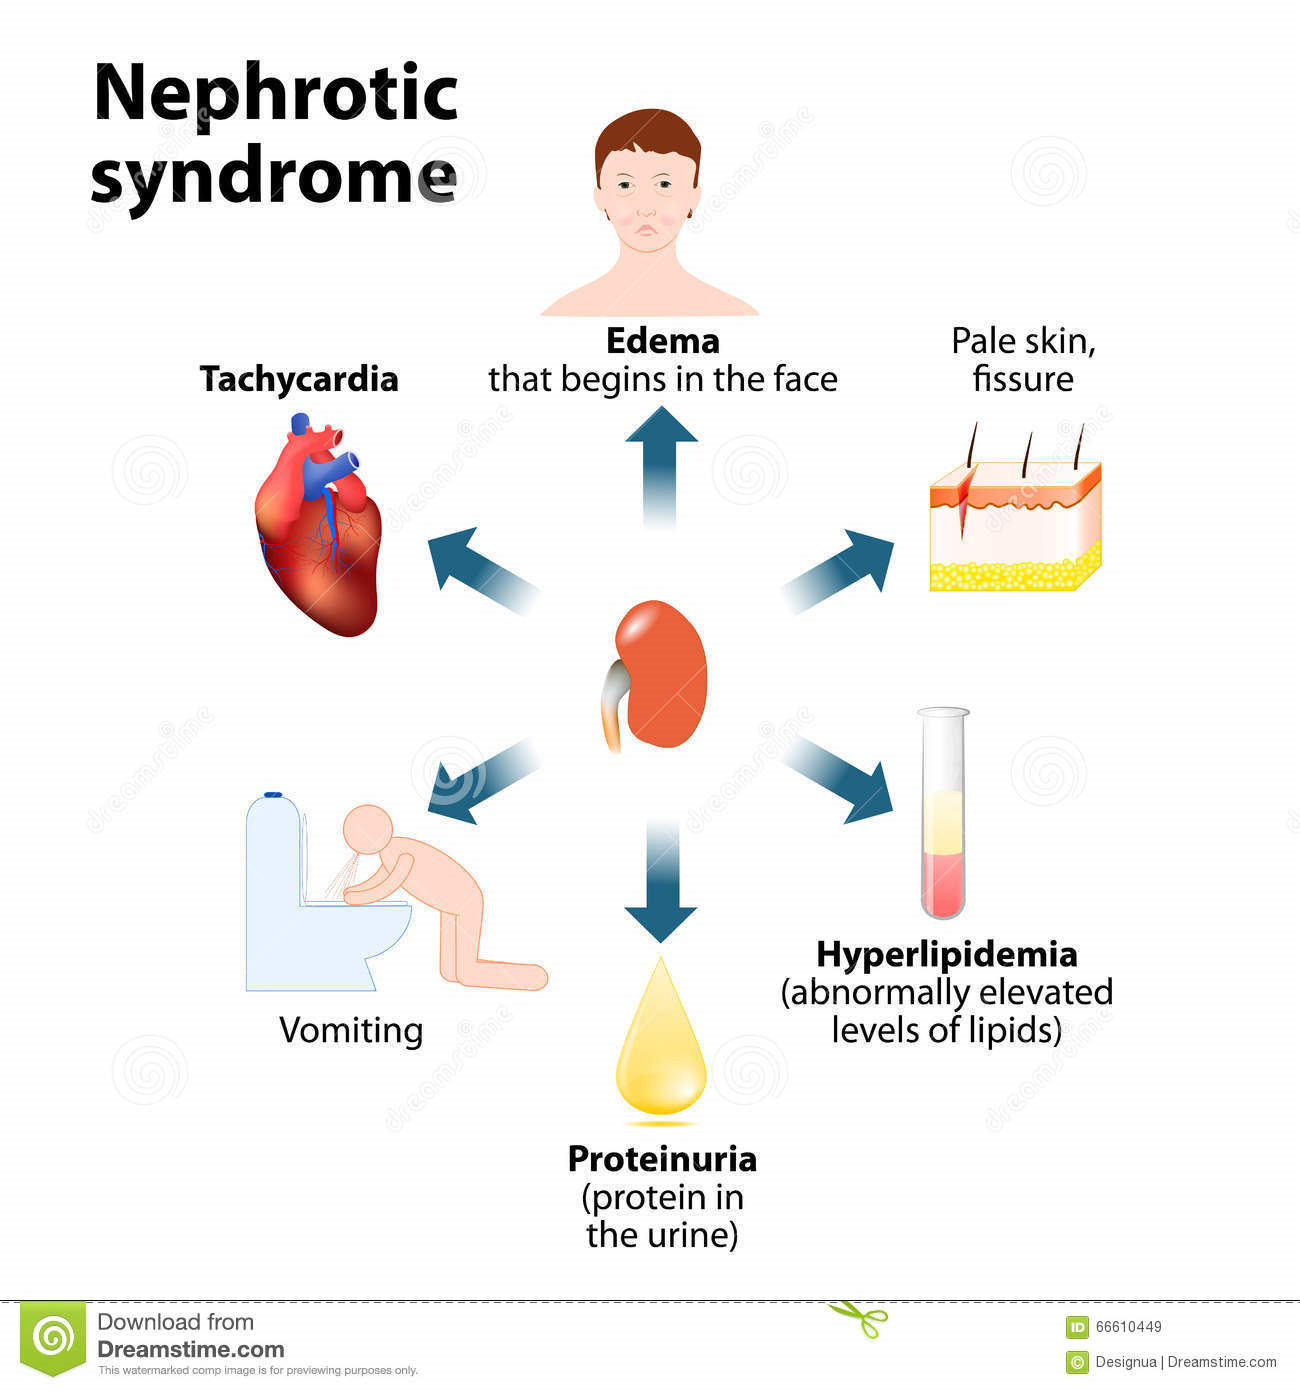 Nephrotic
syndrome
Edema
that begins in the face
Tachycardia
Pale skin,
fissure
Vomiting
Hyperlipidemia
(abnormally elevated
levels of lipids)
Proteinuria
(protein in
the urine)
dreamstime
Download from
Dreamstime.com
This watermarked comp image is for previewing purposes only.
ID 66610449
© Designua | Dreamstime.com